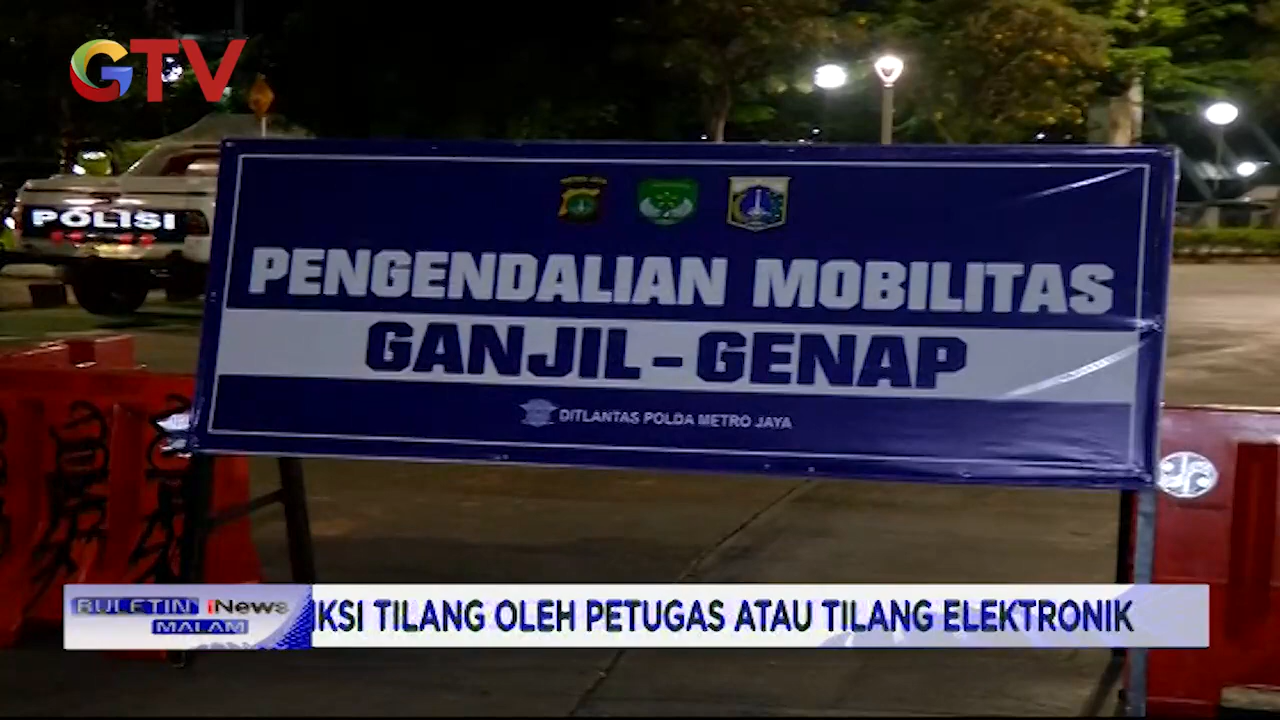 GTV
POLISI
PENGENDALIAN MOBILITAS
GANJIL - GENAP
DITLANTAS POLDA METRO JAYA
BULETIN iNews
MALAM
IKSI TILANG OLEH PETUGAS ATAU TILANG ELEKTRONIK